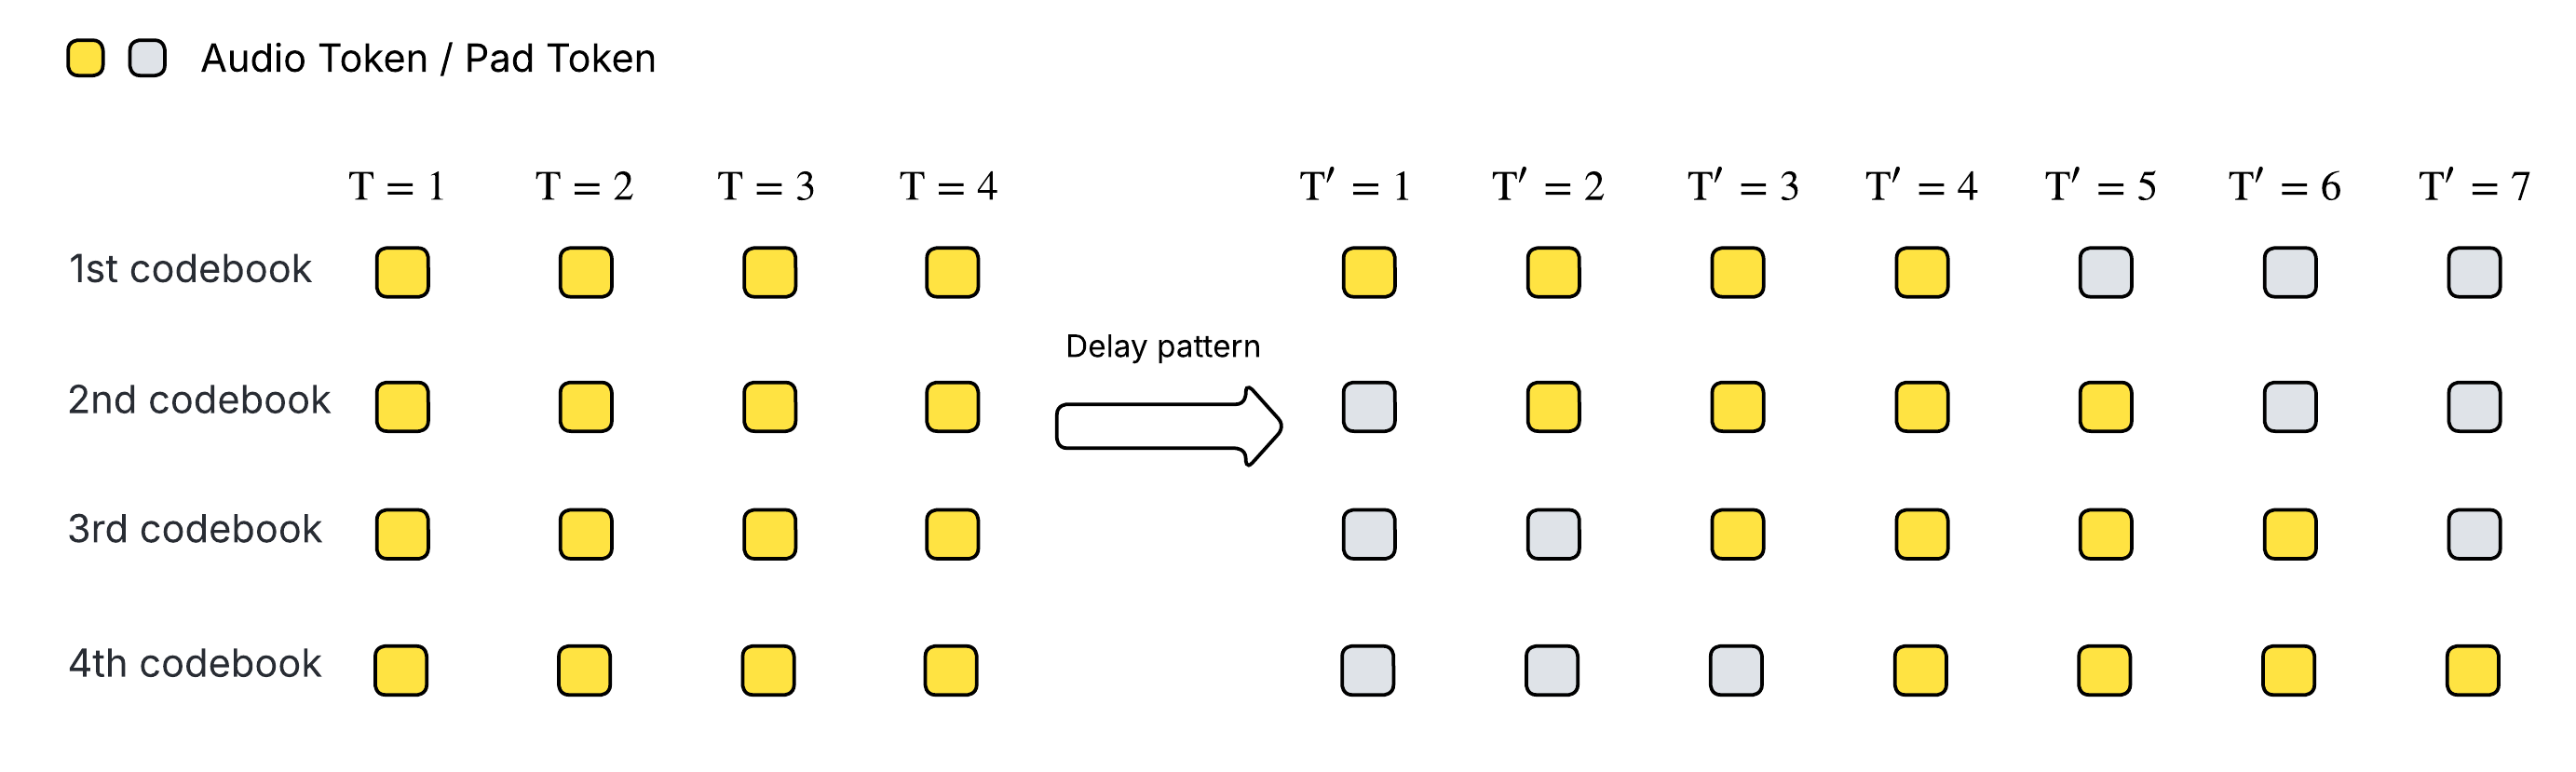 Audio Token / Pad Token
T = 1 T = 2 T = 3 T = 4 T′ = 1 T′ = 2 T′ = 3 T′ = 4 T′ = 5 T′ = 6 T′ = 7
1st codebook
Delay pattern
2nd codebook
3rd codebook
4th codebook